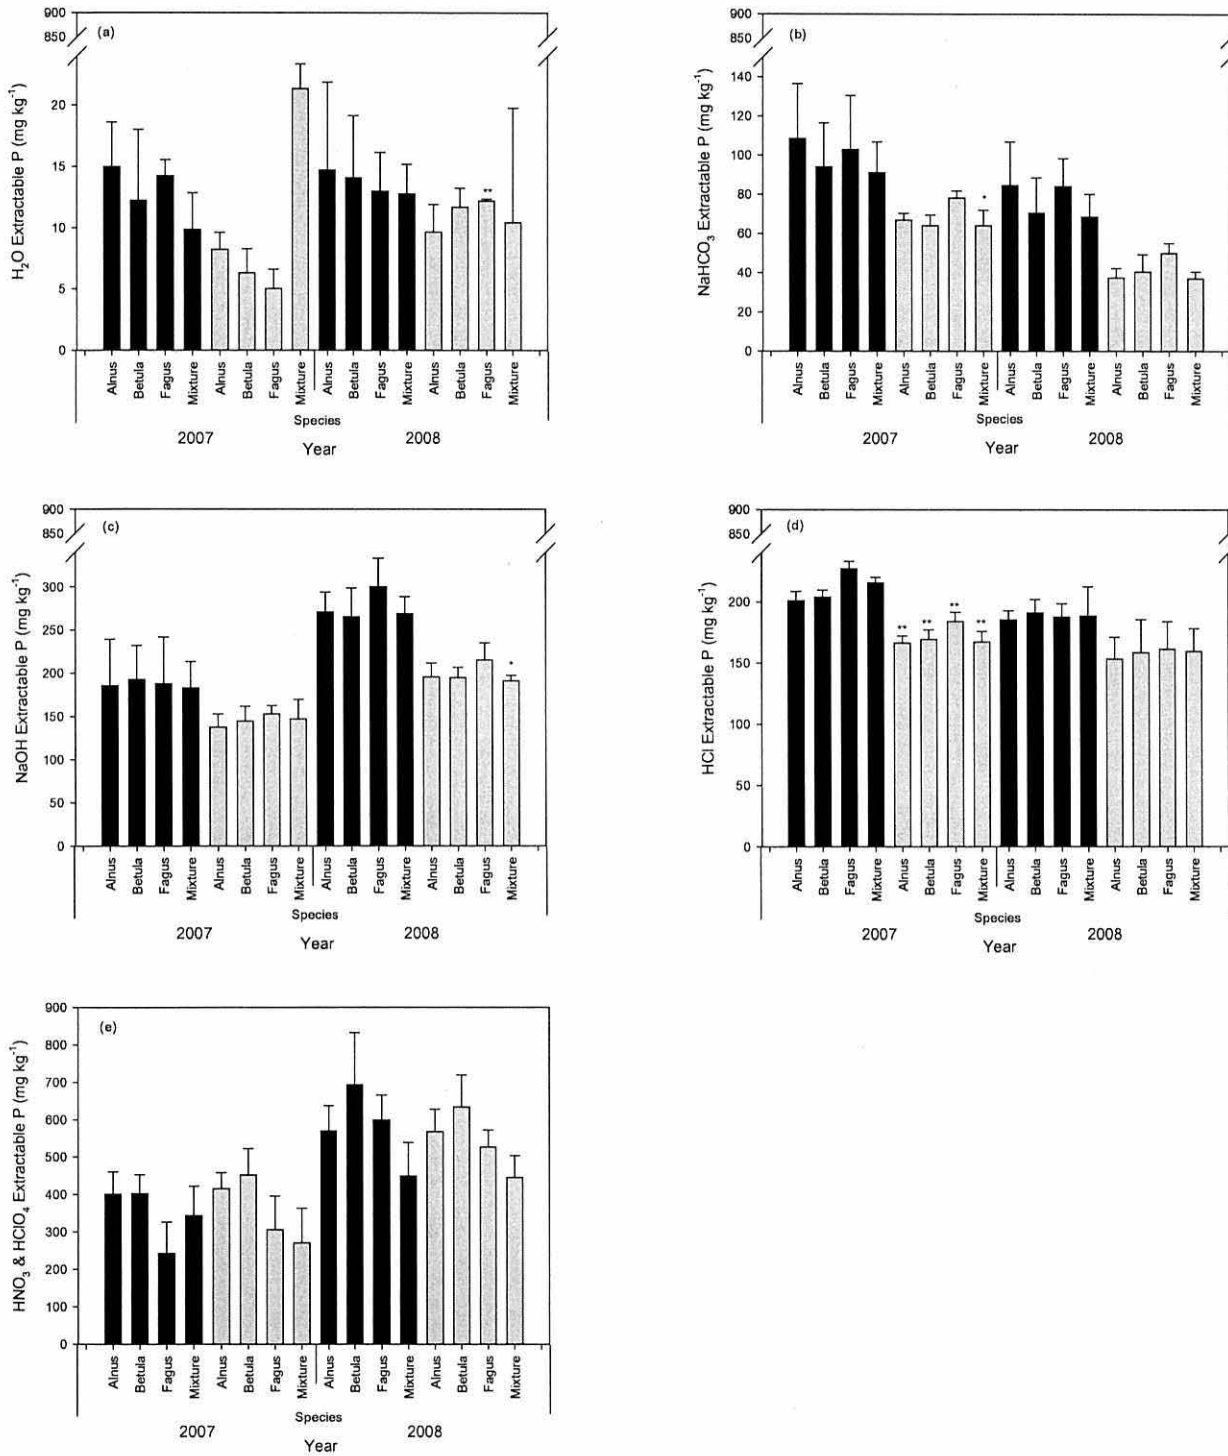 (a)
900
850
20
15
10
5
0
H₂O Extractable P (mg kg⁻¹)
**
Alnus Betula Fagus Mixture Alnus Betula Fagus Mixture Alnus Betula Fagus Mixture Alnus Betula Fagus Mixture
Species
2007 2008
Year
(b)
900
850
140
120
100
80
60
40
20
0
NaHCO₃ Extractable P (mg kg⁻¹)
*
Alnus Betula Fagus Mixture Alnus Betula Fagus Mixture Alnus Betula Fagus Mixture Alnus Betula Fagus Mixture
Species
2007 2008
Year
(c)
900
850
300
250
200
150
100
50
0
NaOH Extractable P (mg kg⁻¹)
*
Alnus Betula Fagus Mixture Alnus Betula Fagus Mixture Alnus Betula Fagus Mixture Alnus Betula Fagus Mixture
Species
2007 2008
Year
(d)
900
850
200
150
100
50
0
HCl Extractable P (mg kg⁻¹)
** ** ** **
Alnus Betula Fagus Mixture Alnus Betula Fagus Mixture Alnus Betula Fagus Mixture Alnus Betula Fagus Mixture
Species
2007 2008
Year
(e)
900
800
700
600
500
400
300
200
100
0
HNO₃ & HClO₄ Extractable P (mg kg⁻¹)
Alnus Betula Fagus Mixture Alnus Betula Fagus Mixture Alnus Betula Fagus Mixture Alnus Betula Fagus Mixture
Species
2007 2008
Year